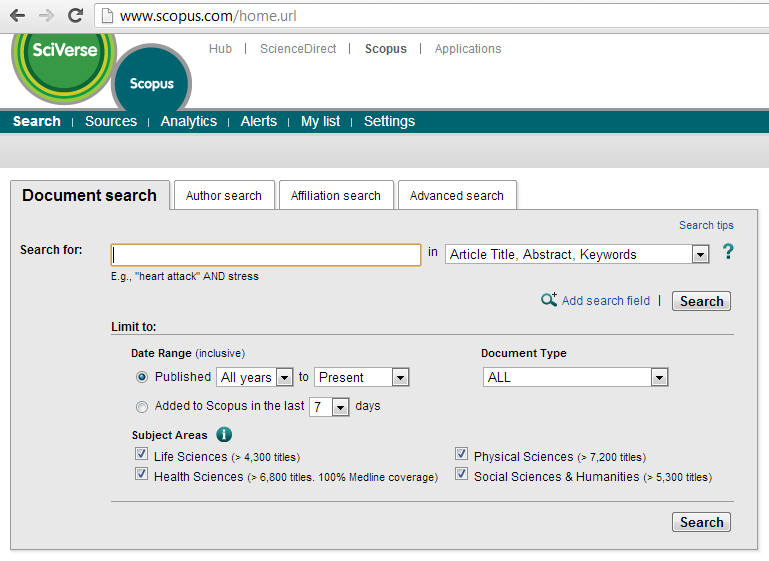 www.scopus.com/home.url
SciVerse
Scopus
Hub | ScienceDirect | Scopus | Applications
Search | Sources | Analytics | Alerts | My list | Settings
Document search Author search Affiliation search Advanced search
Search tips
Search for: in Article Title, Abstract, Keywords ?
E.g., "heart attack" AND stress
Add search field | Search
Limit to:
Date Range (inclusive) Document Type
Published All years to Present ALL
Added to Scopus in the last 7 days
Subject Areas i
Life Sciences (> 4,300 titles) Physical Sciences (> 7,200 titles)
Health Sciences (> 6,800 titles. 100% Medline coverage) Social Sciences & Humanities (> 5,300 titles)
Search